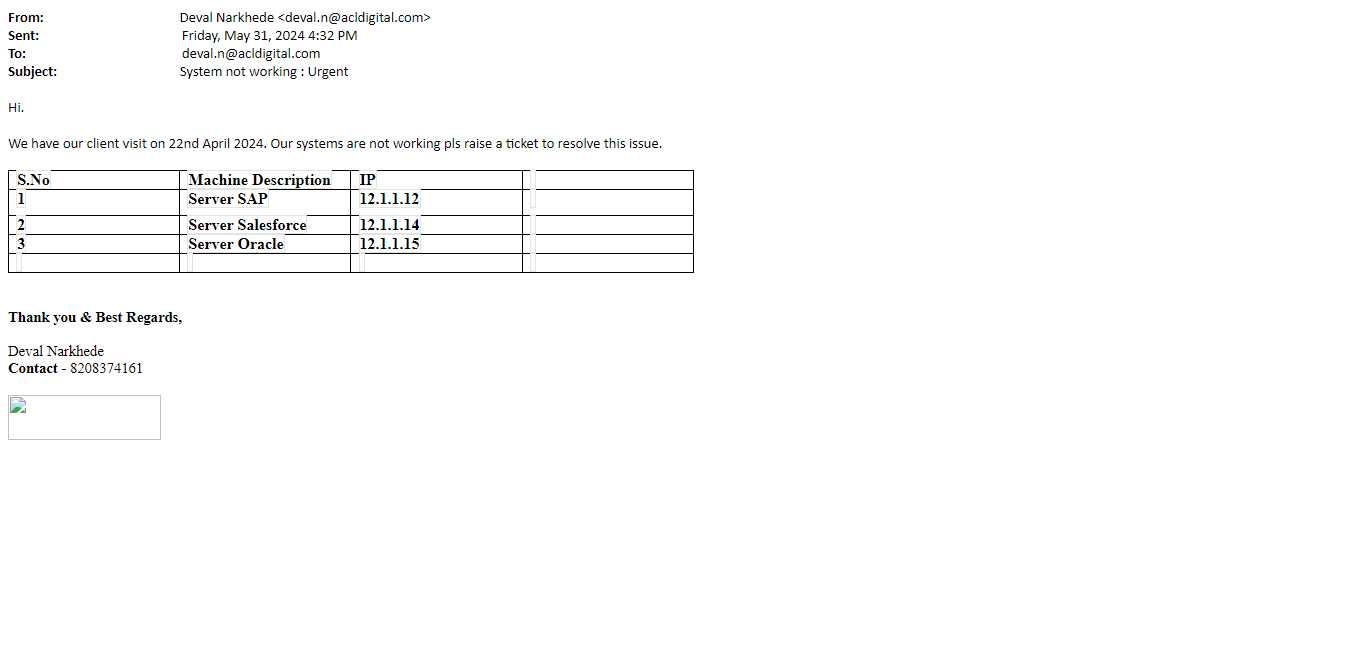 From: Deval Narkhede <deval.n@acldigital.com>
Sent: Friday, May 31, 2024 4:32 PM
To: deval.n@acldigital.com
Subject: System not working : Urgent
Hi.
We have our client visit on 22nd April 2024. Our systems are not working pls raise a ticket to resolve this issue.
S.No Machine Description IP
1 Server SAP 12.1.1.12
2 Server Salesforce 12.1.1.14
3 Server Oracle 12.1.1.15
Thank you & Best Regards,
Deval Narkhede
Contact - 8208374161